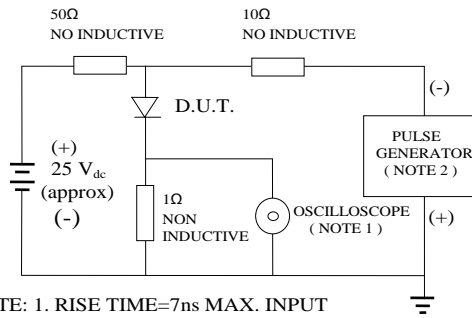 50Ω
NO INDUCTIVE
10Ω
NO INDUCTIVE
(-)
D.U.T.
(+)
25 Vdc
(approx)
(-)
PULSE
GENERATOR
( NOTE 2 )
1Ω
NON
INDUCTIVE
OSCILLOSCOPE
( NOTE 1 )
(+)
TE: 1. RISE TIME=7ns MAX. INPUT